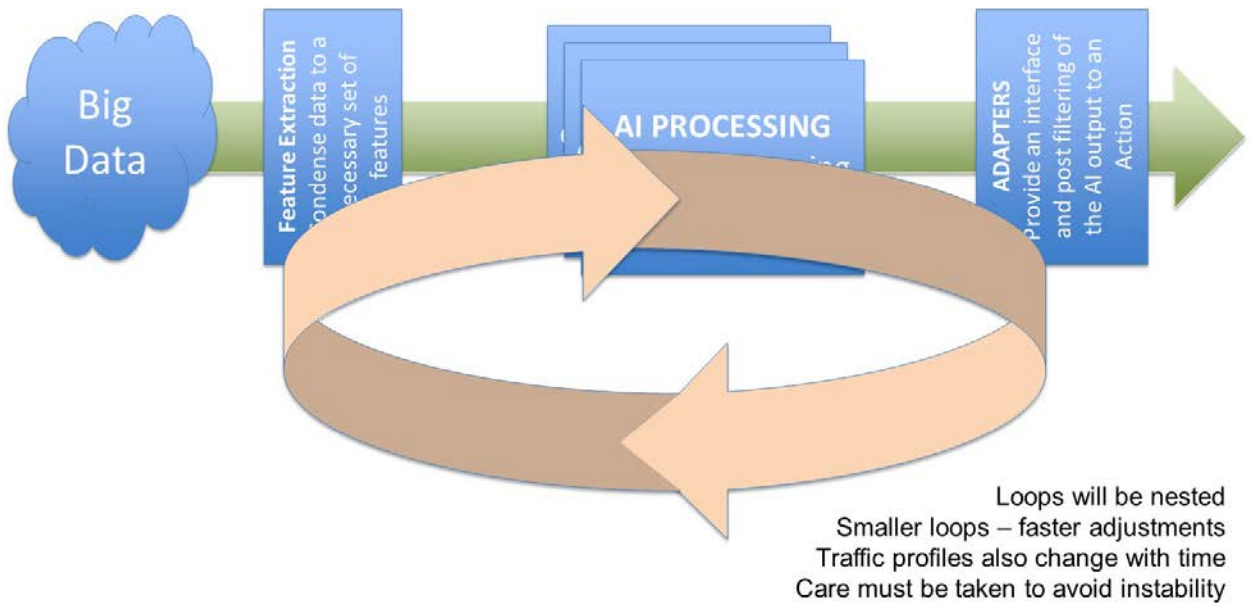 Big
Data
Feature Extraction
data to a
set of
features
AI PROCESSING
ADAPTERS
Provide an interface
and post filtering of
the AI output to an
Action
Loops will be nested
Smaller loops – faster adjustments
Traffic profiles also change with time
Care must be taken to avoid instability